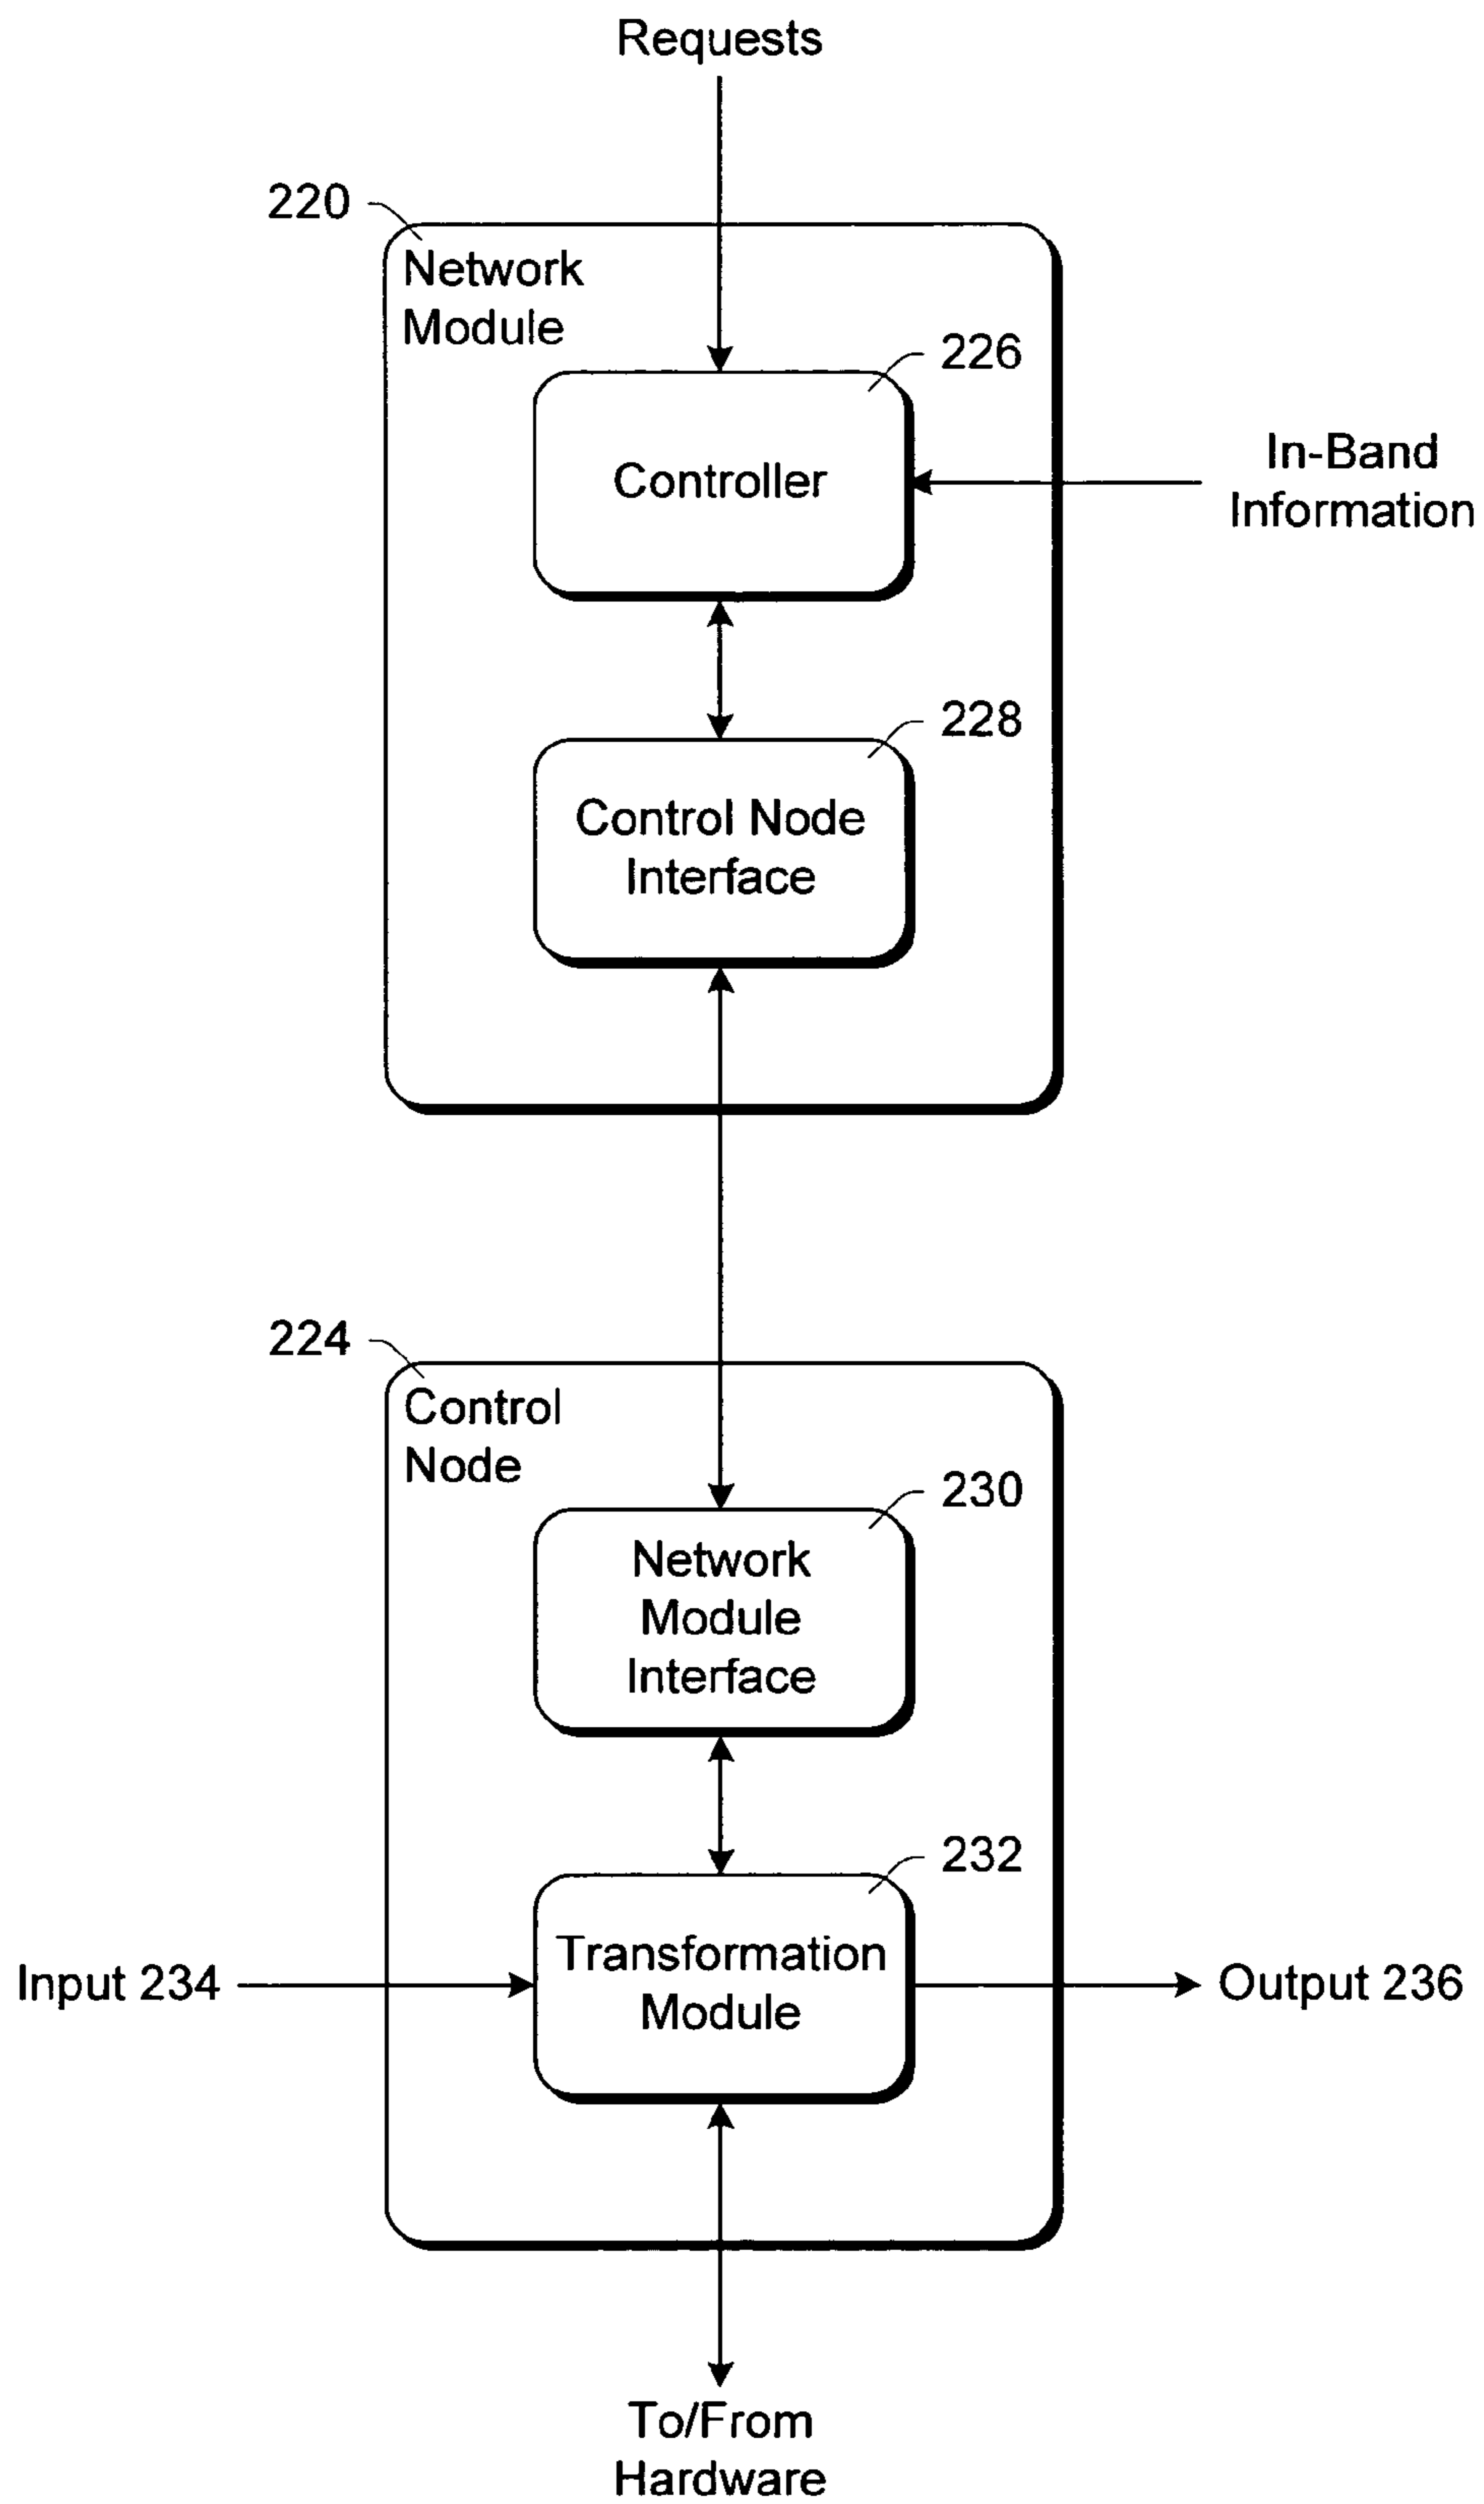 Requests
220
Network
Module
226
Controller
In-Band
Information
228
Control Node
Interface
224
Control
Node
230
Network
Module
Interface
232
Transformation
Module
Input 234
Output 236
To/From
Hardware